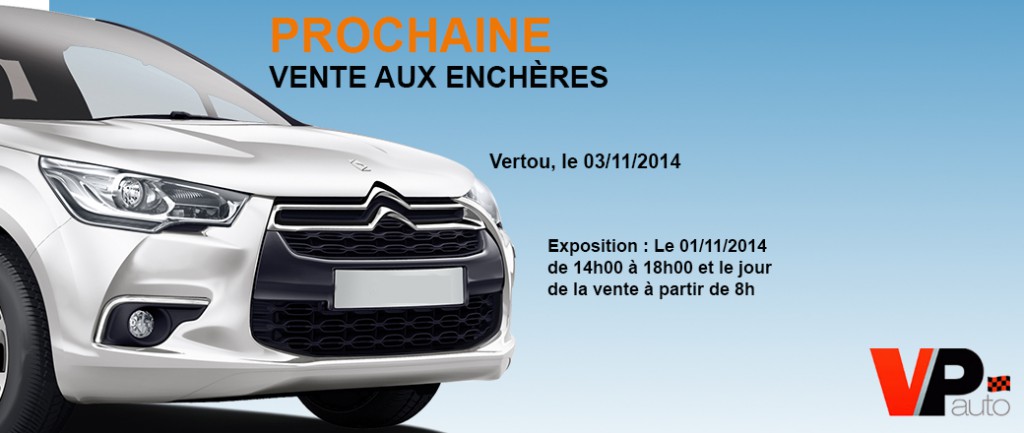 PROCHAINE
VENTE AUX ENCHÈRES
Vertou, le 03/11/2014
Exposition : Le 01/11/2014
de 14h00 à 18h00 et le jour
de la vente à partir de 8h
VP
auto